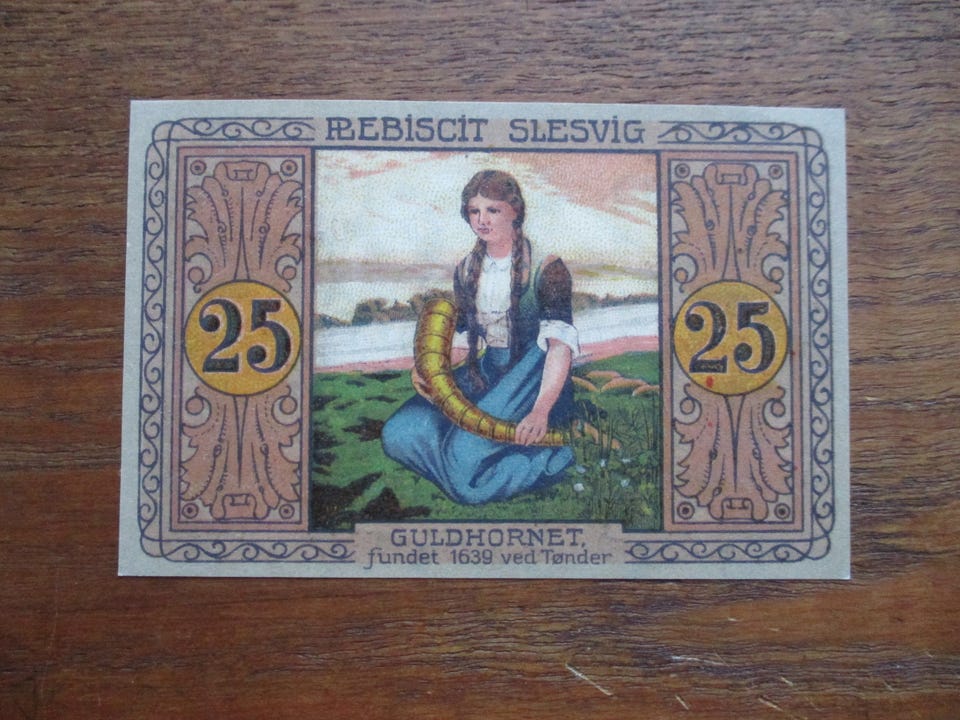 PLEBISCIT SLESVIG
25
25
GULDHORNET,
fundet 1639 ved Tønder